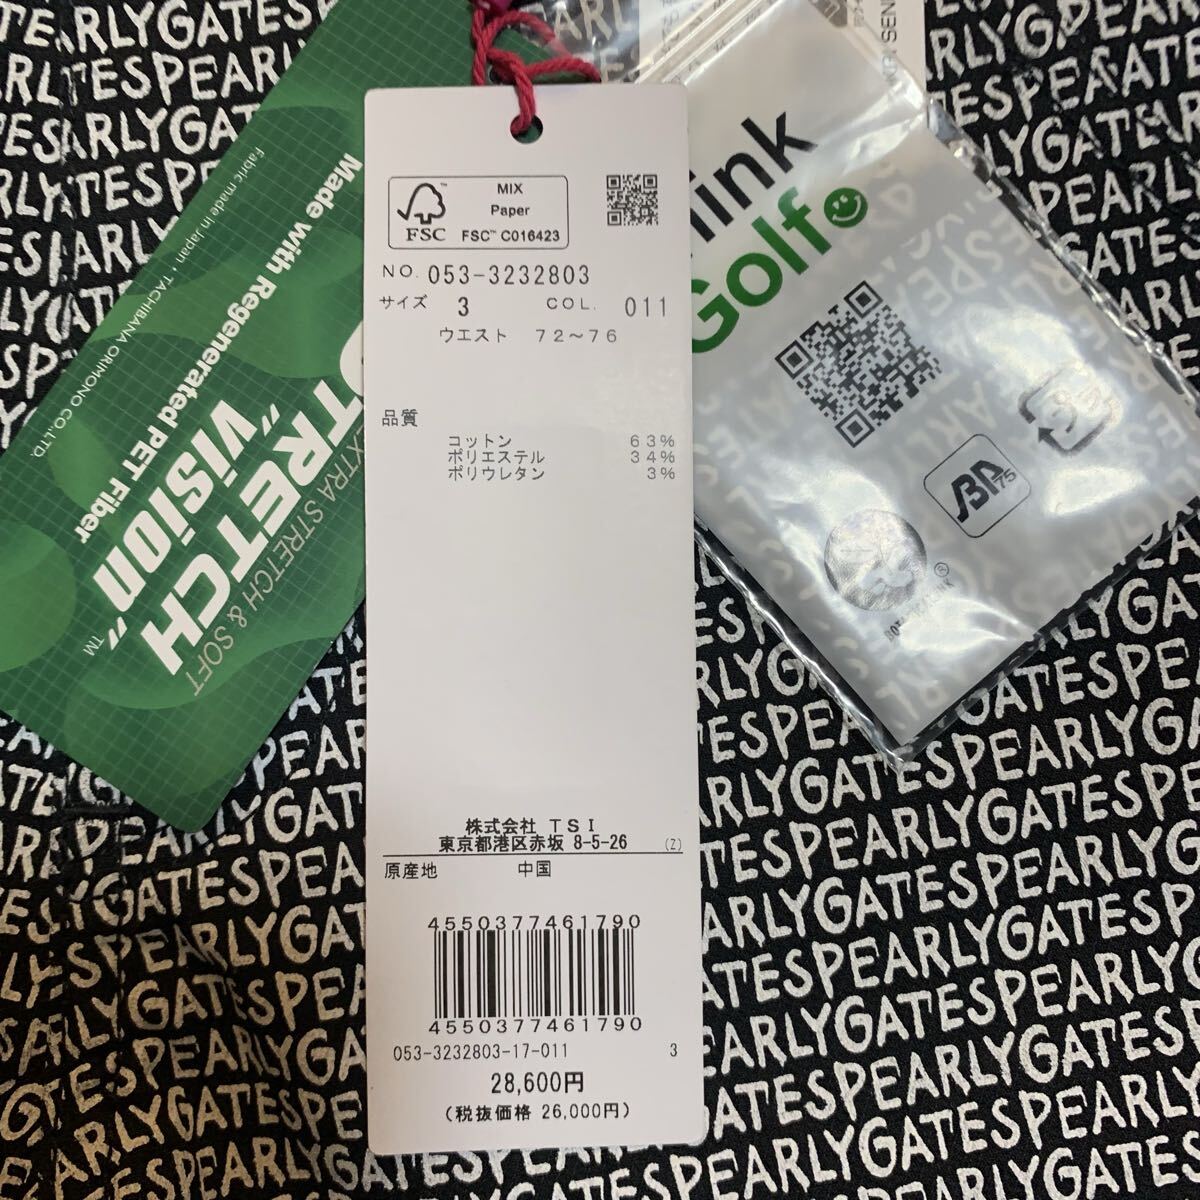 MIX
Paper
FSC
FSC™ C016423
NO. 053-3232803
サイズ 3 COL. 011
ウエスト 72～76
品質
コットン 63%
ポリエステル 34%
ポリウレタン 3%
株式会社 TSI
東京都港区赤坂 8-5-26 (Z)
原産地 中国
4550377461790
4550377461790
053-3232803-17-011 3
28,600円
(税抜価格 26,000円)
EXTRA STRETCH & SOFT
TRETCH
"vision"™
Made with Regenerated PET Fiber
Fabric made in Japan・TACHIBANA ORIMONO CO.,LTD.
ink
Golf
75
PEARLYGATES